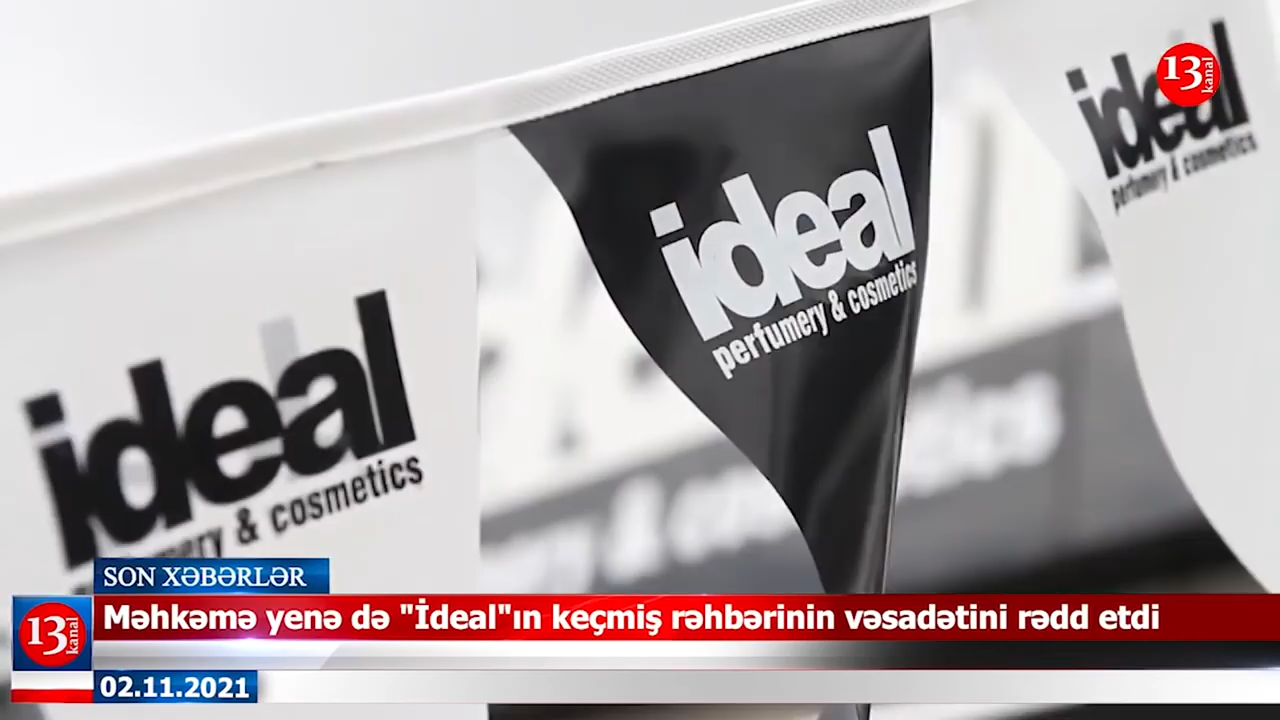 ideal
perfumery & cosmetics
ideal
perfumery & cosmetics
ideal
& cosmetics
13 kanal
SON XƏBƏRLƏR
Məhkəmə yenə də "İdeal"ın keçmiş rəhbərinin vəsadətini rədd etdi
13 kanal
02.11.2021